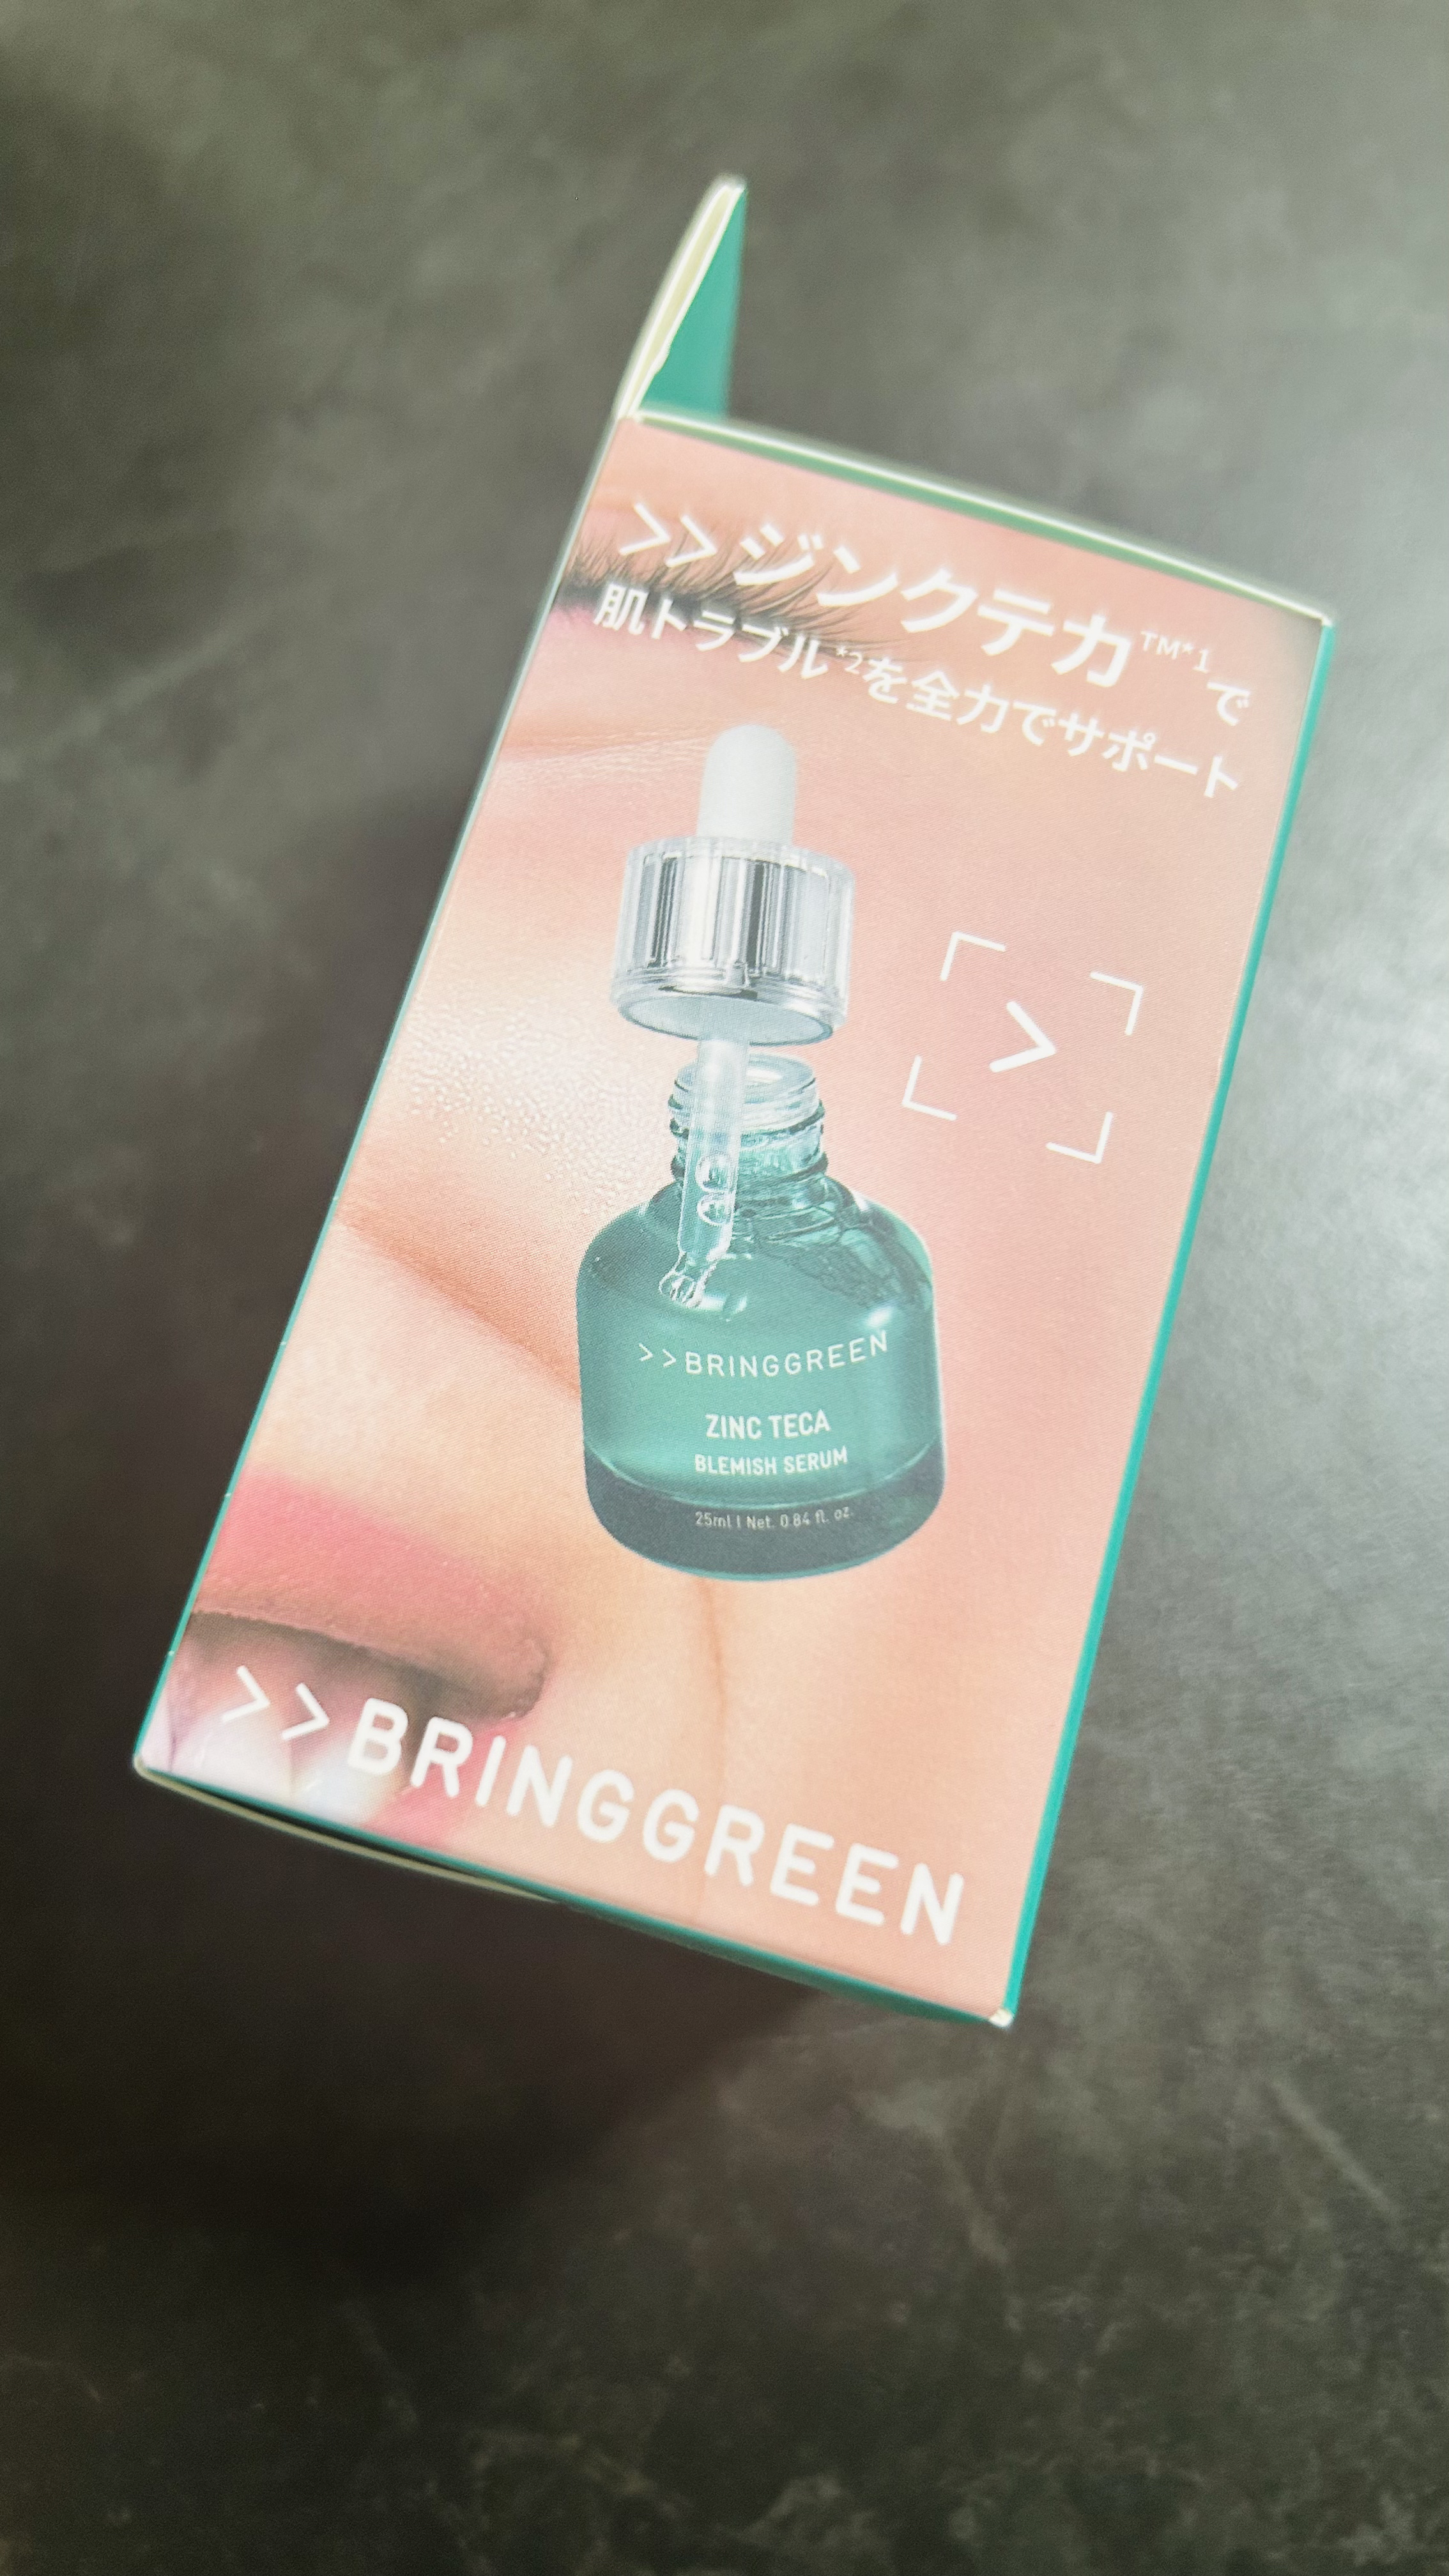 >>ジンクテカ™*1で
肌トラブル*2を全力でサポート
>
>>BRINGGREEN
ZINC TECA
BLEMISH SERUM
25ml | Net. 0.84 fl. oz.
>>BRINGGREEN